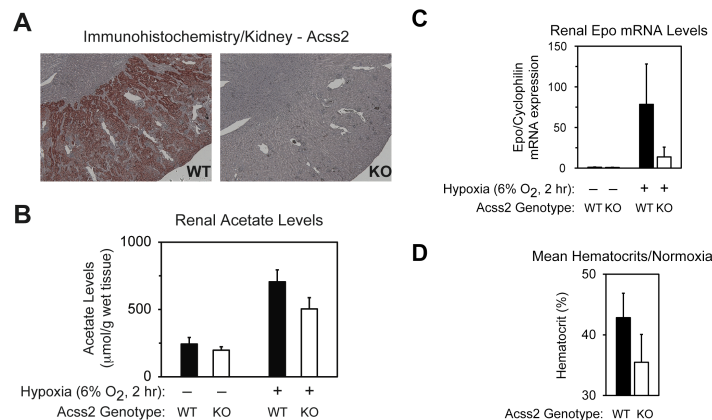 A
Immunohistochemistry/Kidney - Acss2
WT
KO
B
Renal Acetate Levels
Acetate Levels
(μmol/g wet tissue)
1000
500
0
Hypoxia (6% O₂, 2 hr): – – + +
Acss2 Genotype: WT KO WT KO
C
Renal Epo mRNA Levels
Epo/Cyclophilin
mRNA expression
150
100
50
0
Hypoxia (6% O₂, 2 hr): – – + +
Acss2 Genotype: WT KO WT KO
D
Mean Hematocrits/Normoxia
Hematocrit (%)
50
40
30
Acss2 Genotype: WT KO